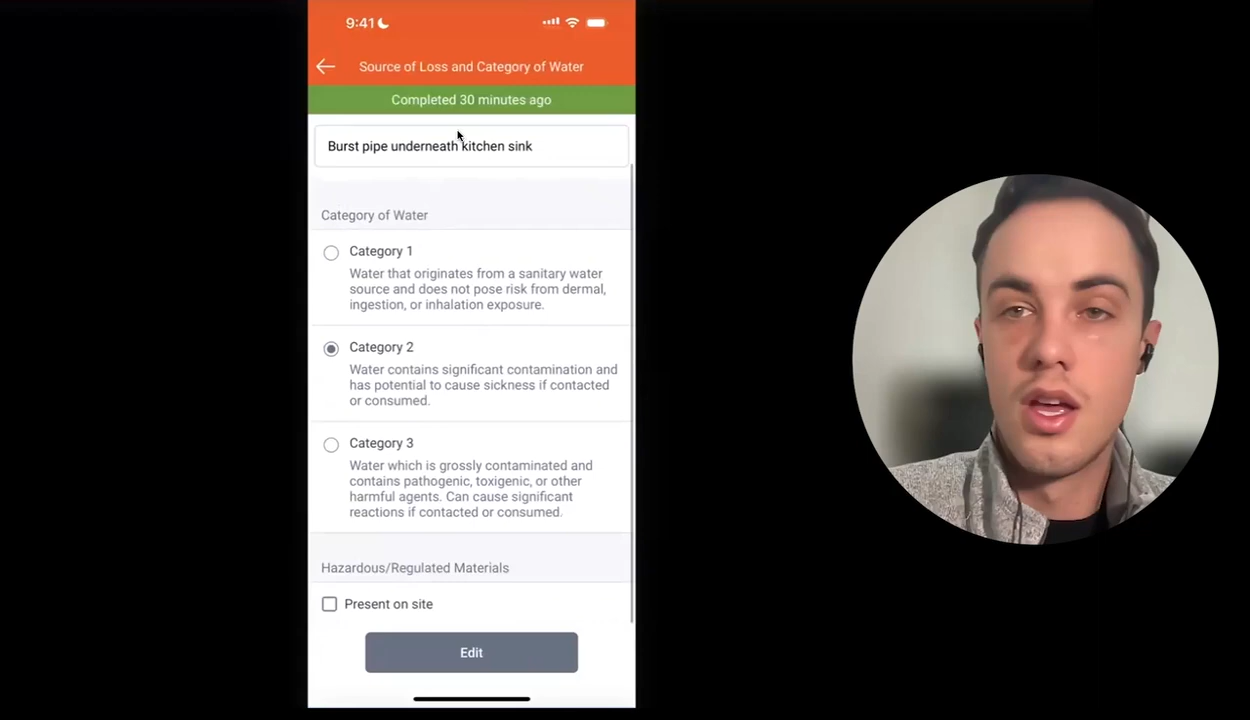 9:41
Source of Loss and Category of Water
Completed 30 minutes ago
Burst pipe underneath kitchen sink
Category of Water
Category 1
Water that originates from a sanitary water
source and does not pose risk from dermal,
ingestion, or inhalation exposure.
Category 2
Water contains significant contamination and
has potential to cause sickness if contacted
or consumed.
Category 3
Water which is grossly contaminated and
contains pathogenic, toxigenic, or other
harmful agents. Can cause significant
reactions if contacted or consumed.
Hazardous/Regulated Materials
Present on site
Edit